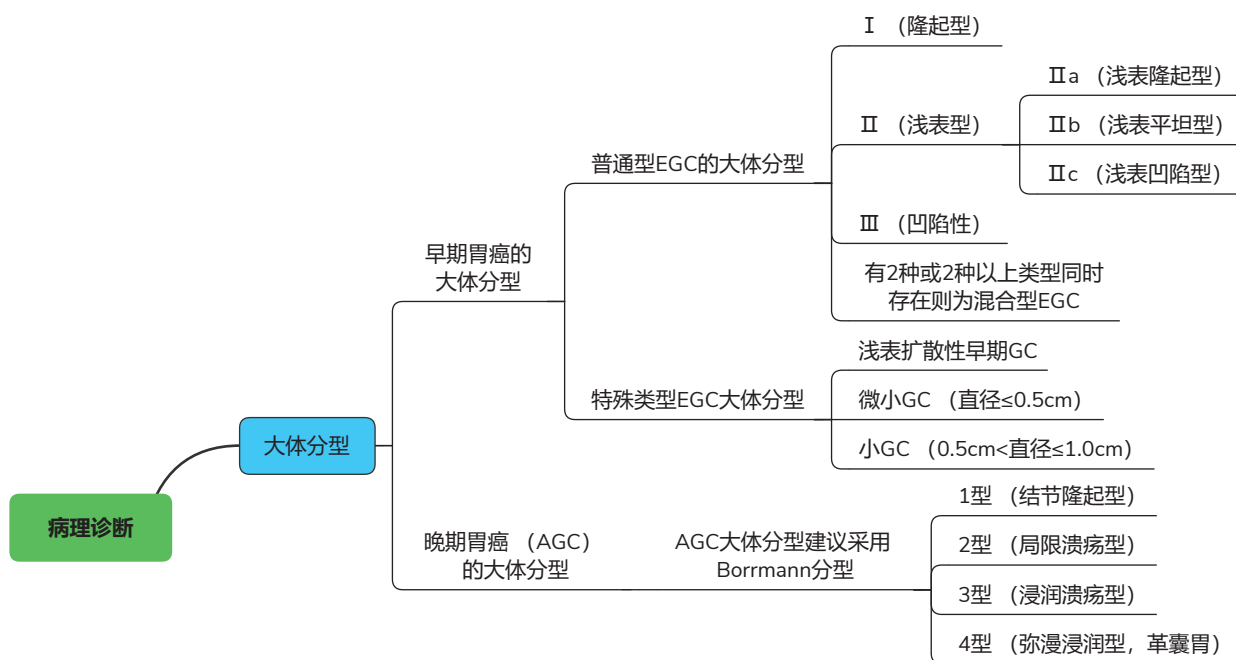 病理诊断
大体分型
早期胃癌的
大体分型
普通型EGC的大体分型
Ⅰ （隆起型）
Ⅱ （浅表型）
Ⅱa （浅表隆起型）
Ⅱb （浅表平坦型）
Ⅱc （浅表凹陷型）
Ⅲ （凹陷性）
有2种或2种以上类型同时
存在则为混合型EGC
特殊类型EGC大体分型
浅表扩散性早期GC
微小GC （直径≤0.5cm）
小GC （0.5cm<直径≤1.0cm）
晚期胃癌 （AGC）
的大体分型
AGC大体分型建议采用
Borrmann分型
1型 （结节隆起型）
2型 （局限溃疡型）
3型 （浸润溃疡型）
4型 （弥漫浸润型，革囊胃）